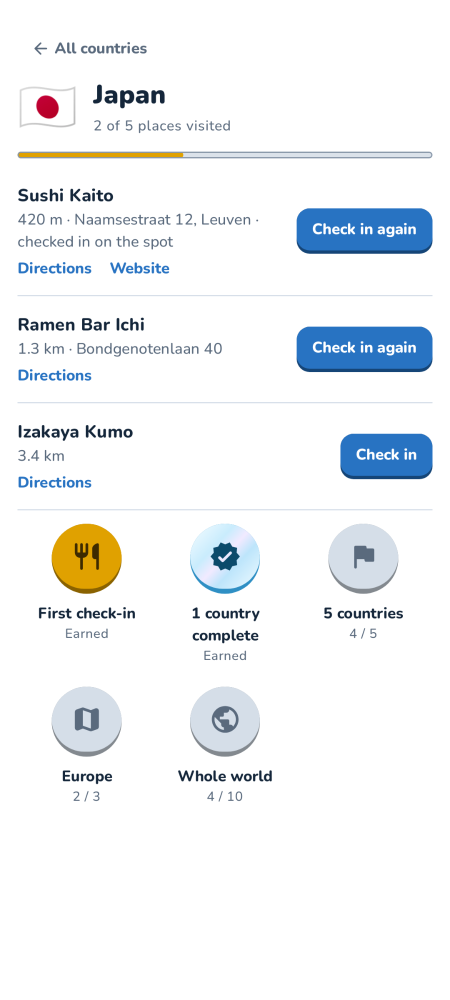 All countries
Japan
2 of 5 places visited
Sushi Kaito
420 m · Naamsestraat 12, Leuven ·
checked in on the spot
Check in again
Directions Website
Ramen Bar Ichi
1.3 km · Bondgenotenlaan 40
Check in again
Directions
Izakaya Kumo
3.4 km
Check in
Directions
First check-in
Earned
1 country
complete
Earned
5 countries
4 / 5
Europe
2 / 3
Whole world
4 / 10